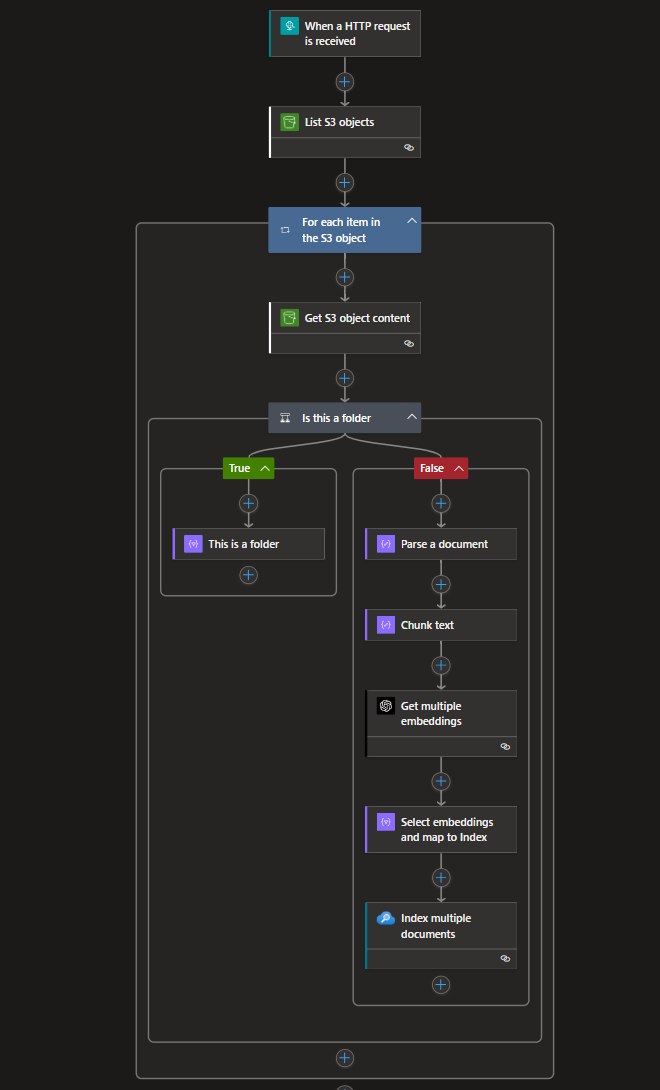 When a HTTP request
is received
List S3 objects
For each item in
the S3 object
Get S3 object content
Is this a folder
True
False
This is a folder
Parse a document
Chunk text
Get multiple
embeddings
Select embeddings
and map to Index
Index multiple
documents